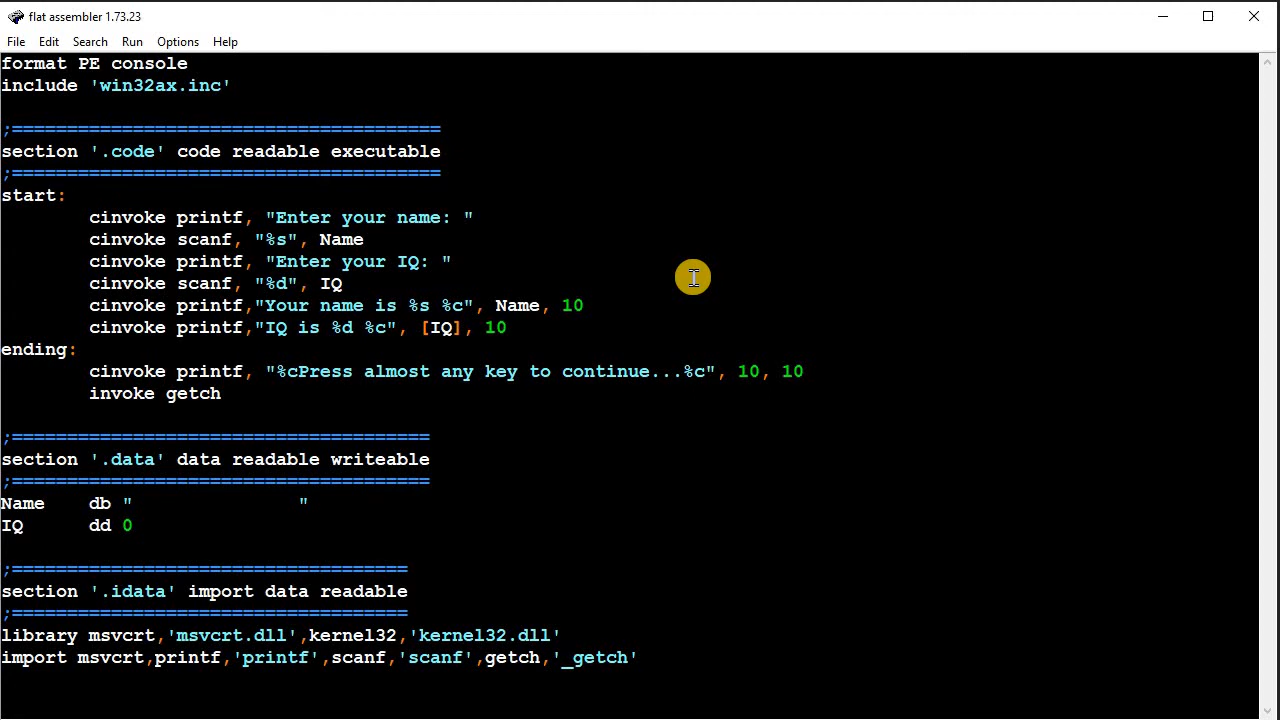 flat assembler 1.73.23
File Edit Search Run Options Help
format PE console
include 'win32ax.inc'
;=======================================
section '.code' code readable executable
;=======================================
start:
        cinvoke printf, "Enter your name: "
        cinvoke scanf, "%s", Name
        cinvoke printf, "Enter your IQ: "
        cinvoke scanf, "%d", IQ
        cinvoke printf,"Your name is %s %c", Name, 10
        cinvoke printf,"IQ is %d %c", [IQ], 10
ending:
        cinvoke printf, "%cPress almost any key to continue...%c", 10, 10
        invoke getch
;======================================
section '.data' data readable writeable
;======================================
Name    db "               "
IQ      dd 0
;====================================
section '.idata' import data readable
;====================================
library msvcrt,'msvcrt.dll',kernel32,'kernel32.dll'
import msvcrt,printf,'printf',scanf,'scanf',getch,'_getch'